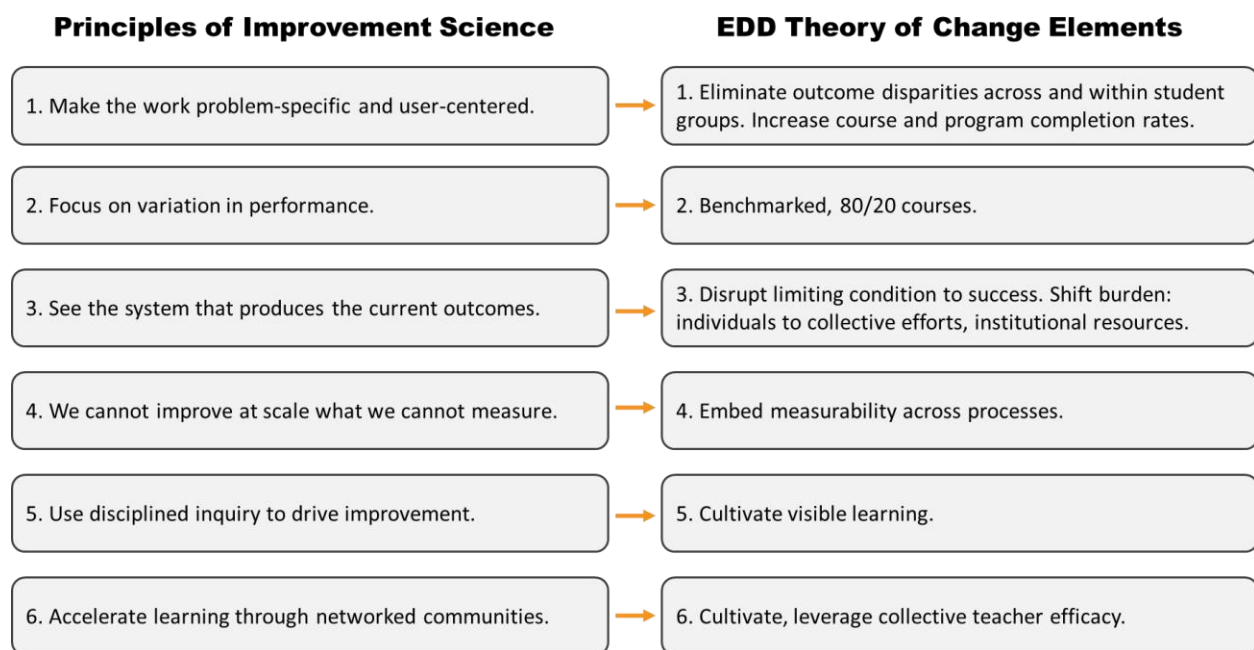 Principles of Improvement Science
EDD Theory of Change Elements
1. Make the work problem-specific and user-centered.
1. Eliminate outcome disparities across and within student
groups. Increase course and program completion rates.
2. Focus on variation in performance.
2. Benchmarked, 80/20 courses.
3. See the system that produces the current outcomes.
3. Disrupt limiting condition to success. Shift burden:
individuals to collective efforts, institutional resources.
4. We cannot improve at scale what we cannot measure.
4. Embed measurability across processes.
5. Use disciplined inquiry to drive improvement.
5. Cultivate visible learning.
6. Accelerate learning through networked communities.
6. Cultivate, leverage collective teacher efficacy.